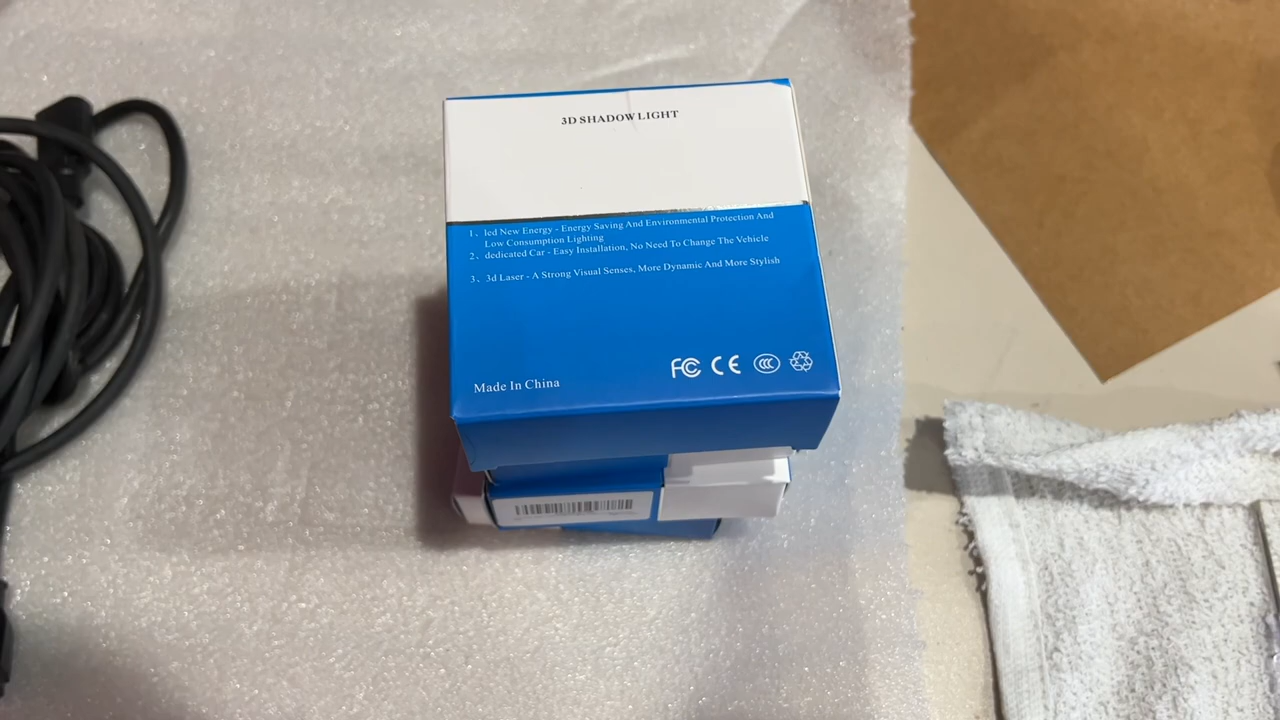 3D SHADOW LIGHT
1、led New Energy - Energy Saving And Environmental Protection And
Low Consumption Lighting
2、dedicated Car - Easy Installation, No Need To Change The Vehicle
3、3d Laser - A Strong Visual Senses, More Dynamic And More Stylish
Made In China
FC CE CCC